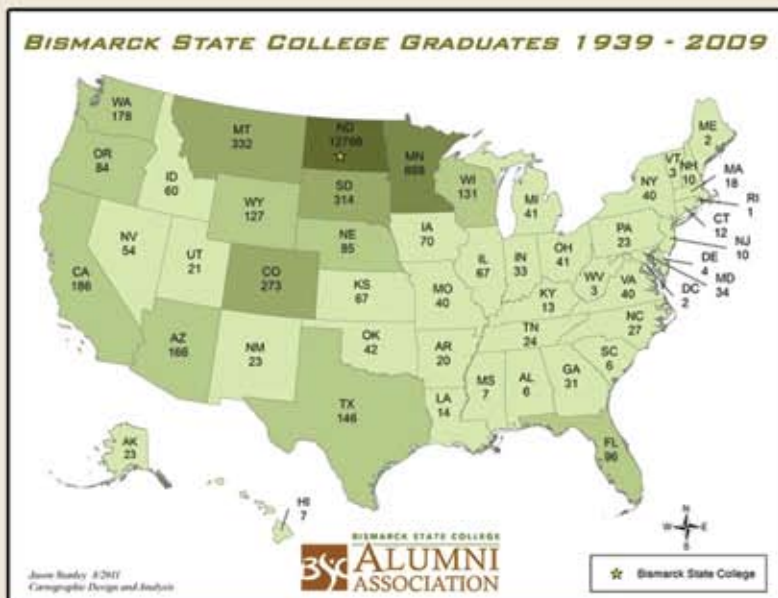 BISMARCK STATE COLLEGE GRADUATES 1939 - 2009
WA
178
OR
84
CA
NV
54
ID
60
MT
332
WY
127
UT
21
AZ
166
CO
273
NM
23
ND
SD
314
NE
85
KS
67
OK
42
TX
146
MN
IA
70
MO
40
AR
20
LA
14
WI
131
IL
67
MI
41
IN
33
OH
41
KY
13
TN
24
MS
7
AL
6
GA
31
FL
96
SC
6
NC
27
VA
40
WV
3
PA
23
NY
40
VT
3
NH
10
ME
2
MA
18
RI
1
CT
12
NJ
10
DE
4
MD
34
DC
2
AK
23
HI
7
N
W
E
S
Bismarck State College
BISMARCK STATE COLLEGE
BSC
ALUMNI
ASSOCIATION
Jason Stanley 8/2011
Cartographic Design and Analysis